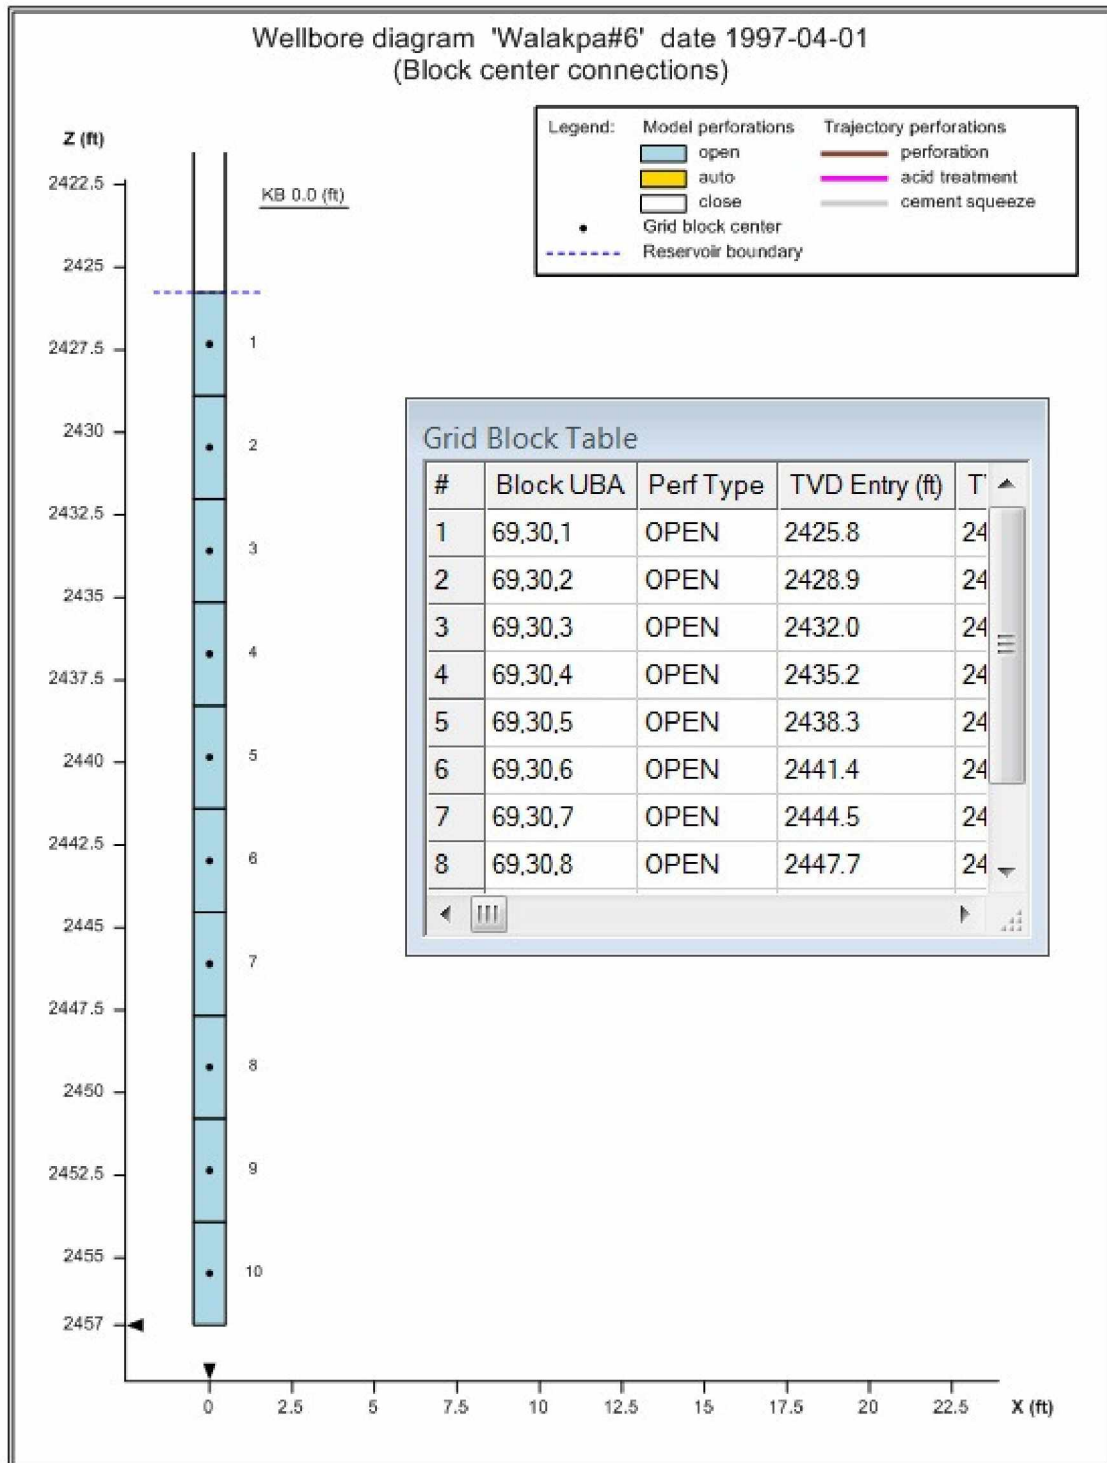 Wellbore diagram 'Walakpa#6' date 1997-04-01
(Block center connections)
Legend: Model perforations Trajectory perforations
open perforation
auto acid treatment
close cement squeeze
Grid block center
Reservoir boundary
Z (ft)
KB 0.0 (ft)
2422.5
2425
2427.5
2430
2432.5
2435
2437.5
2440
2442.5
2445
2447.5
2450
2452.5
2455
2457
1
2
3
4
5
6
7
8
9
10
Grid Block Table
# Block UBA Perf Type TVD Entry (ft)
1 69,30,1 OPEN 2425.8 24
2 69,30,2 OPEN 2428.9 24
3 69,30,3 OPEN 2432.0 24
4 69,30,4 OPEN 2435.2 24
5 69,30,5 OPEN 2438.3 24
6 69,30,6 OPEN 2441.4 24
7 69,30,7 OPEN 2444.5 24
8 69,30,8 OPEN 2447.7 24
0 2.5 5 7.5 10 12.5 15 17.5 20 22.5 X (ft)